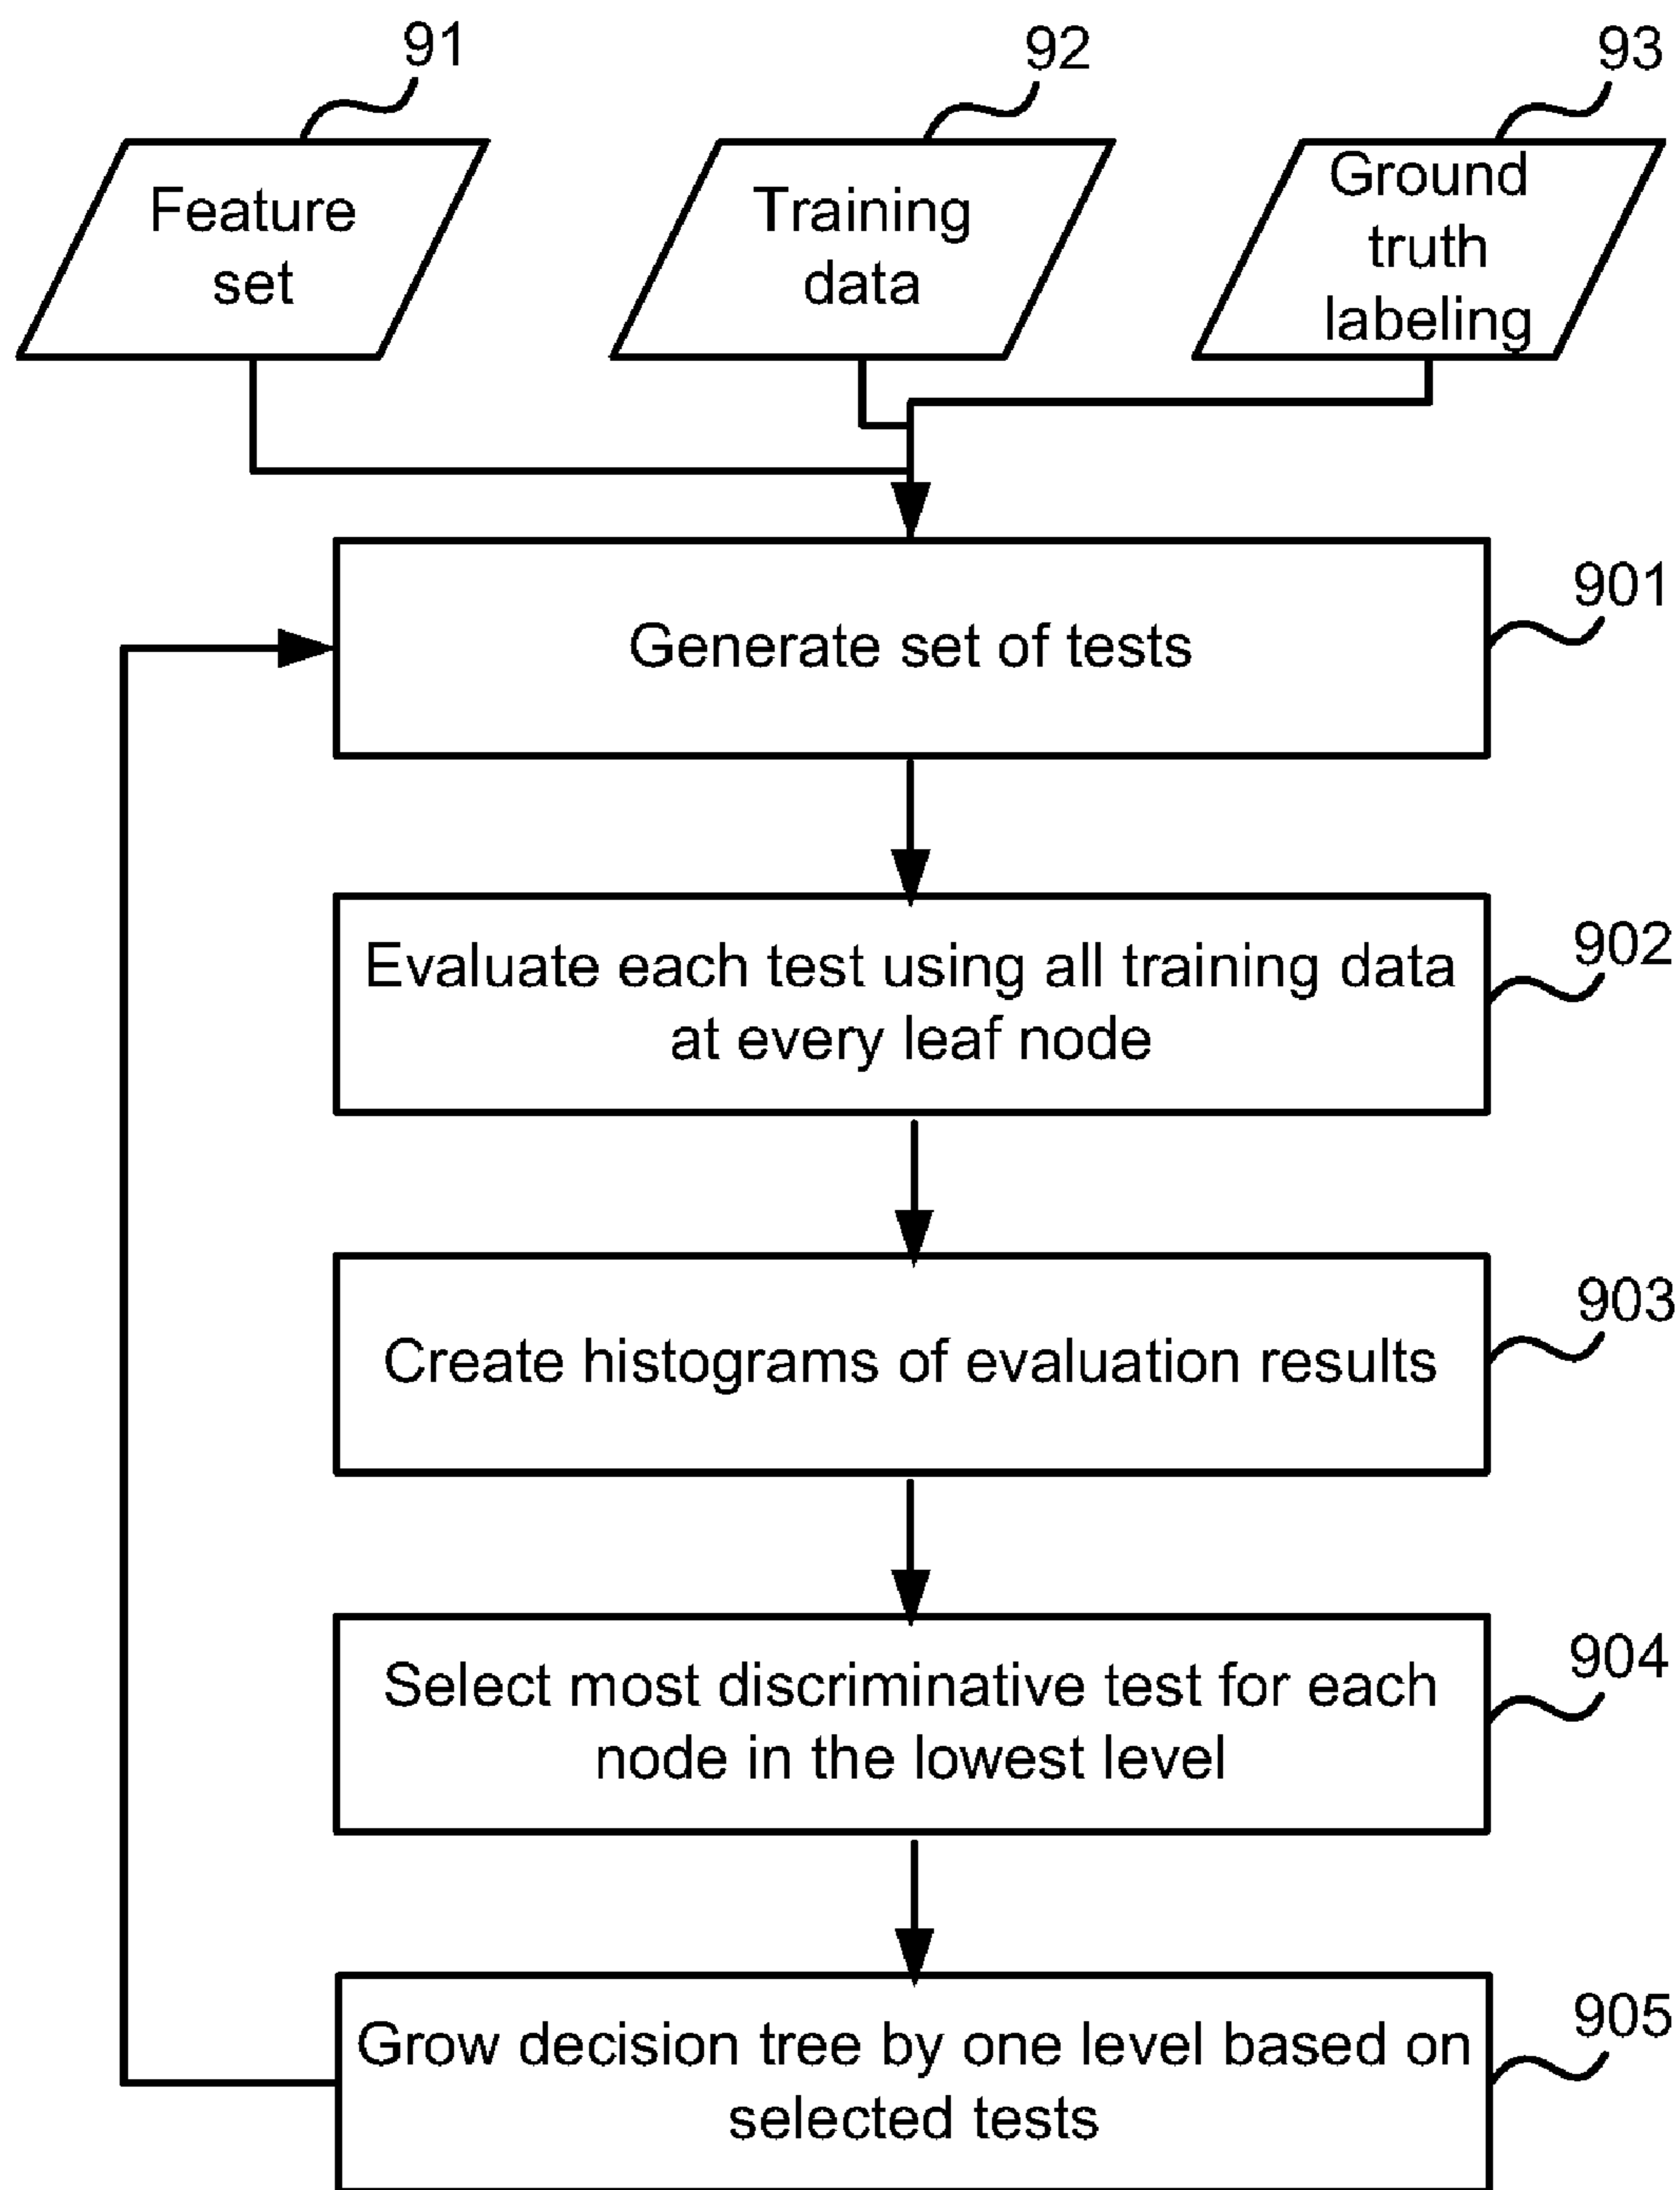 91
92
93
Feature
set
Training
data
Ground
truth
labeling
901
Generate set of tests
902
Evaluate each test using all training data
at every leaf node
903
Create histograms of evaluation results
904
Select most discriminative test for each
node in the lowest level
905
Grow decision tree by one level based on
selected tests